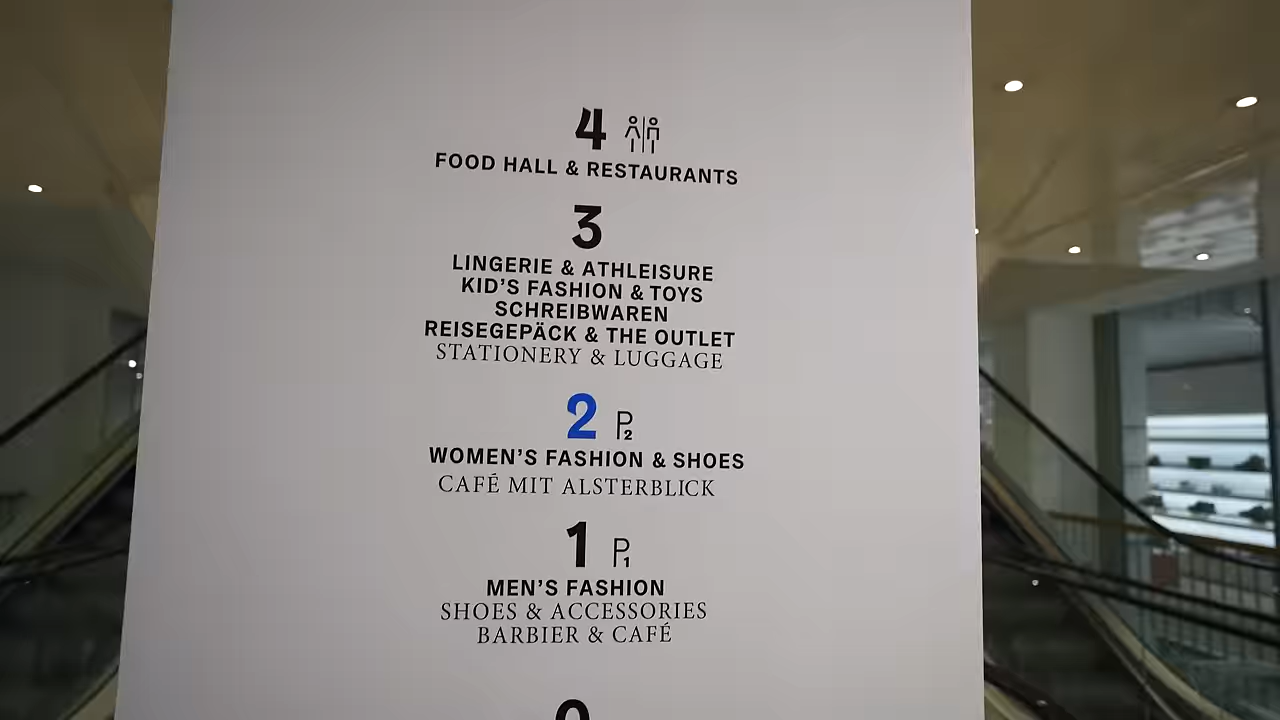 4
FOOD HALL & RESTAURANTS
3
LINGERIE & ATHLEISURE
KID'S FASHION & TOYS
SCHREIBWAREN
REISEGEPÄCK & THE OUTLET
STATIONERY & LUGGAGE
2 P2
WOMEN'S FASHION & SHOES
CAFÉ MIT ALSTERBLICK
1 P1
MEN'S FASHION
SHOES & ACCESSORIES
BARBIER & CAFÉ
0